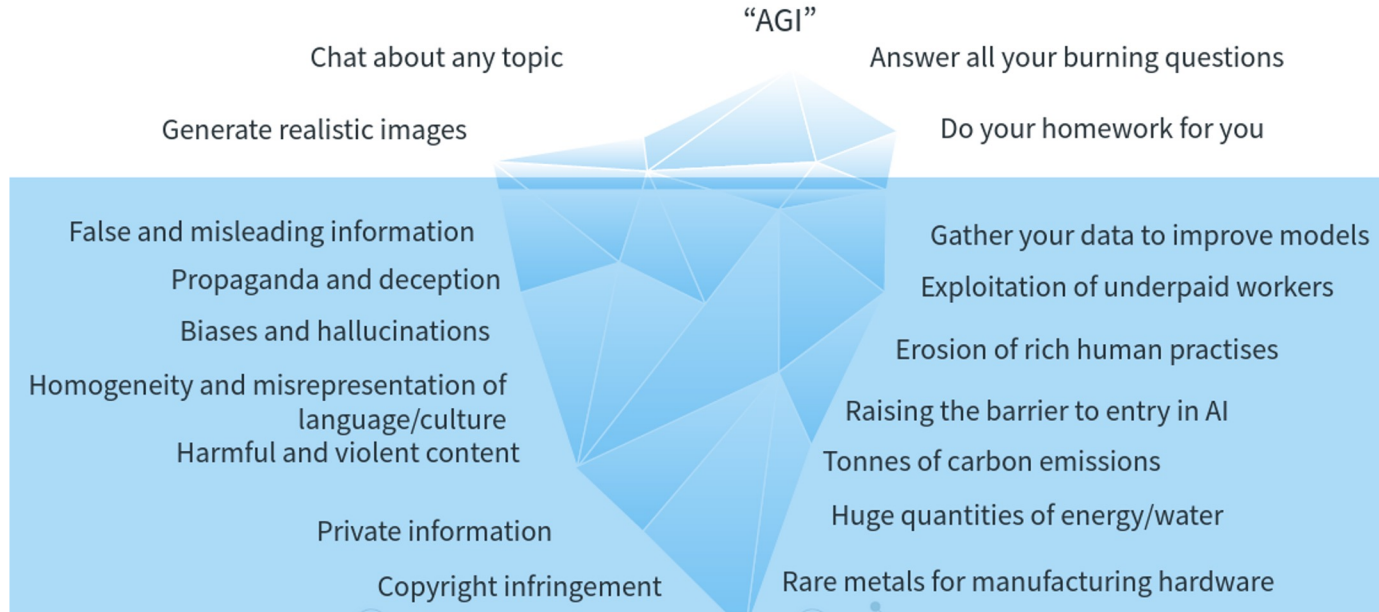 “AGI”
Chat about any topic
Answer all your burning questions
Generate realistic images
Do your homework for you
False and misleading information
Gather your data to improve models
Propaganda and deception
Exploitation of underpaid workers
Biases and hallucinations
Erosion of rich human practises
Homogeneity and misrepresentation of
language/culture
Raising the barrier to entry in AI
Harmful and violent content
Tonnes of carbon emissions
Private information
Huge quantities of energy/water
Copyright infringement
Rare metals for manufacturing hardware